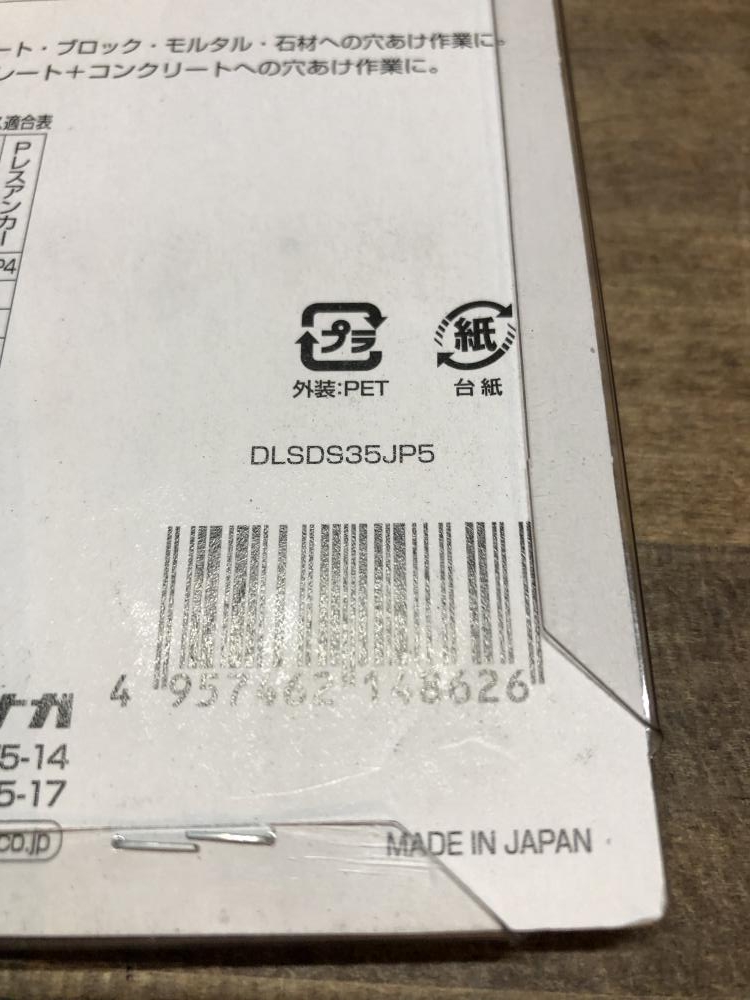 ート・ブロック・モルタル・石材への穴あけ作業に。
レート＋コンクリートへの穴あけ作業に。
適合表
Pレスアンカー
P4
プラ
紙
外装:PET
台紙
DLSDS35JP5
4 957462 148626
ナガ
5-14
5-17
co.jp
MADE IN JAPAN